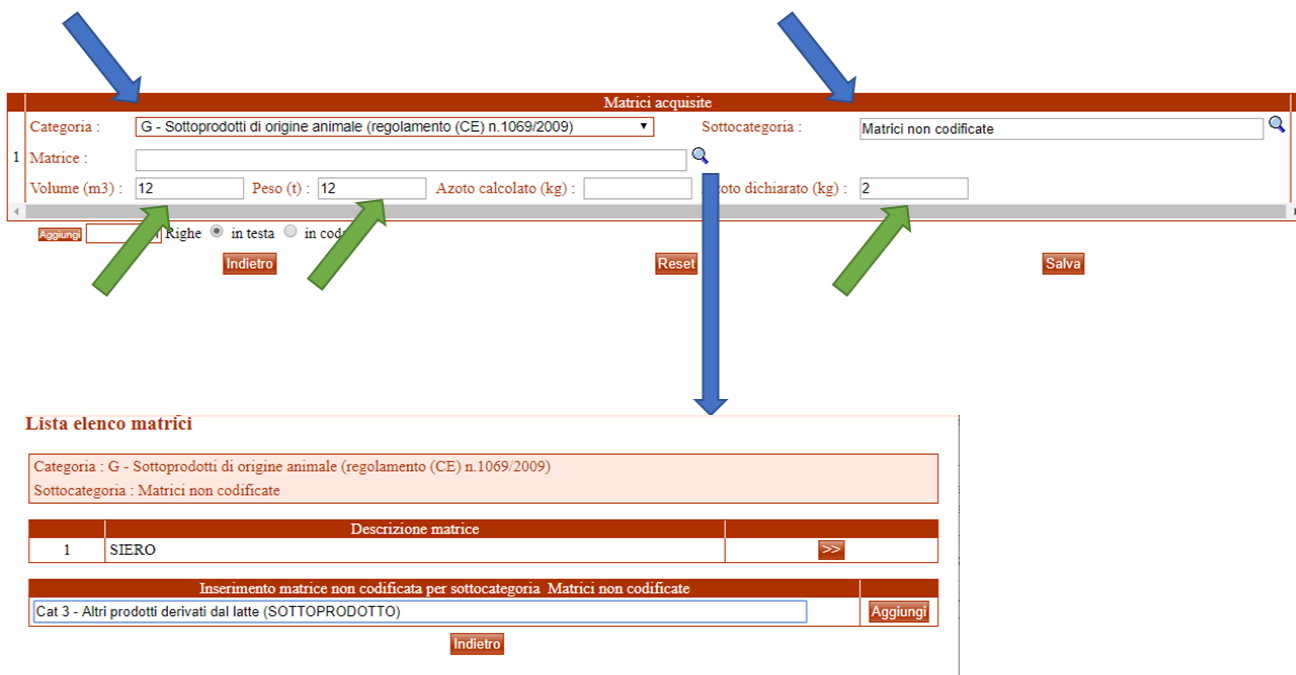 Matrici acquisite
Categoria : G - Sottoprodotti di origine animale (regolamento (CE) n.1069/2009) Sottocategoria : Matrici non codificate
1 Matrice :
Volume (m3) : 12 Peso (t) : 12 Azoto calcolato (kg) : dichiarato (kg) : 2
Aggiungi Righe in testa in coda
Indietro Reset Salva
Lista elenco matrici
Categoria : G - Sottoprodotti di origine animale (regolamento (CE) n.1069/2009)
Sottocategoria : Matrici non codificate
Descrizione matrice
1 SIERO >>
Inserimento matrice non codificata per sottocategoria Matrici non codificate
Cat 3 - Altri prodotti derivati dal latte (SOTTOPRODOTTO) Aggiungi
Indietro